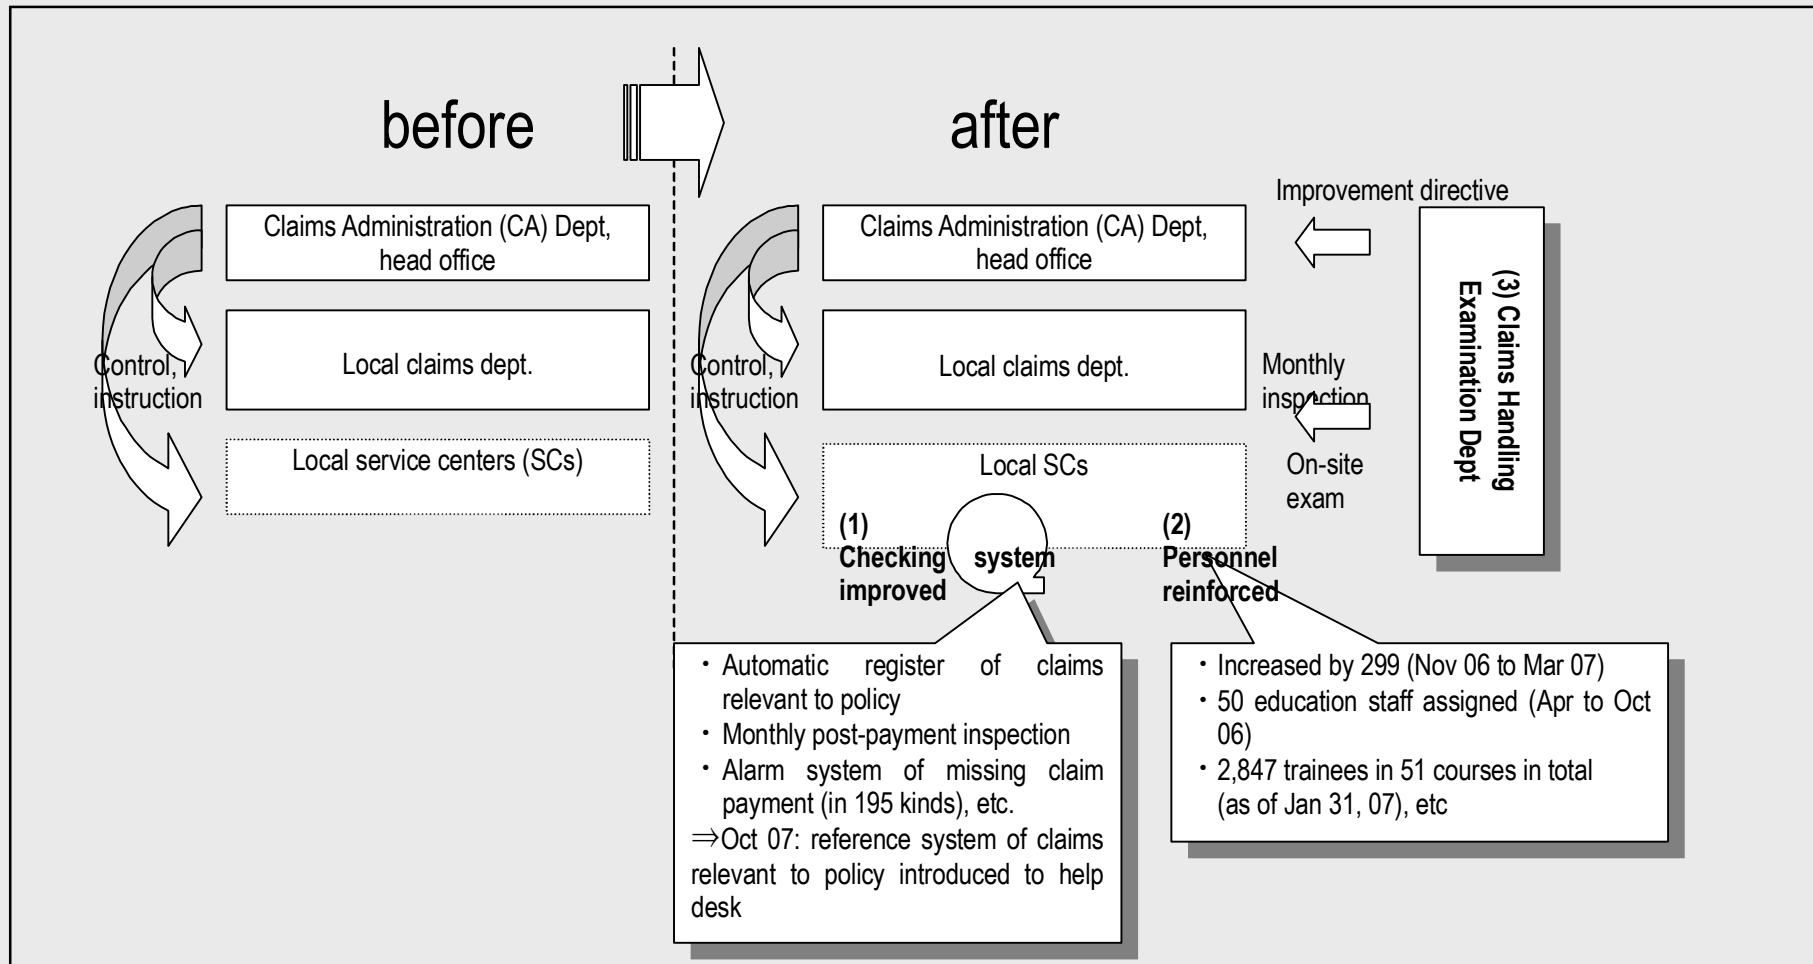 before
after
Claims Administration (CA) Dept,
head office
Local claims dept.
Control,
instruction
Local service centers (SCs)
Claims Administration (CA) Dept,
head office
Local claims dept.
Control,
instruction
Local SCs
(1)
Checking system
improved
(2)
Personnel
reinforced
Improvement directive
Monthly
inspection
On-site
exam
(3) Claims Handling
Examination Dept
・Automatic register of claims
relevant to policy
・Monthly post-payment inspection
・Alarm system of missing claim
payment (in 195 kinds), etc.
⇒Oct 07: reference system of claims
relevant to policy introduced to help
desk
・Increased by 299 (Nov 06 to Mar 07)
・50 education staff assigned (Apr to Oct
06)
・2,847 trainees in 51 courses in total
(as of Jan 31, 07), etc